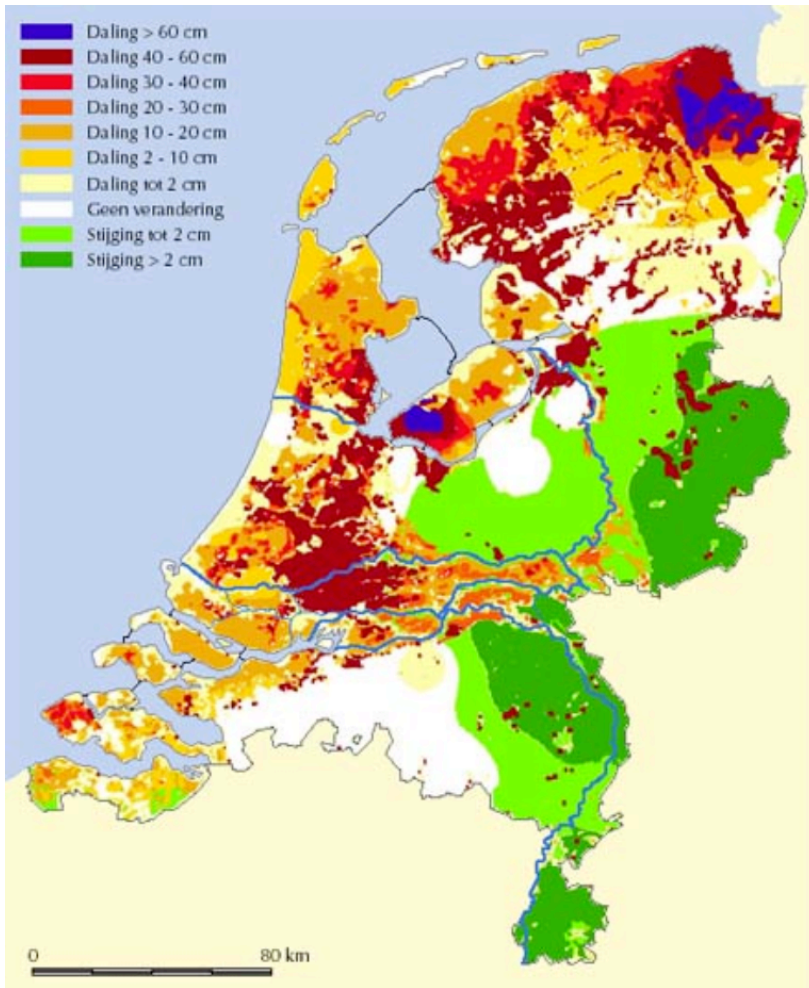 Daling > 60 cm
Daling 40 - 60 cm
Daling 30 - 40 cm
Daling 20 - 30 cm
Daling 10 - 20 cm
Daling 2 - 10 cm
Daling tot 2 cm
Geen verandering
Stijging tot 2 cm
Stijging > 2 cm
0 80 km